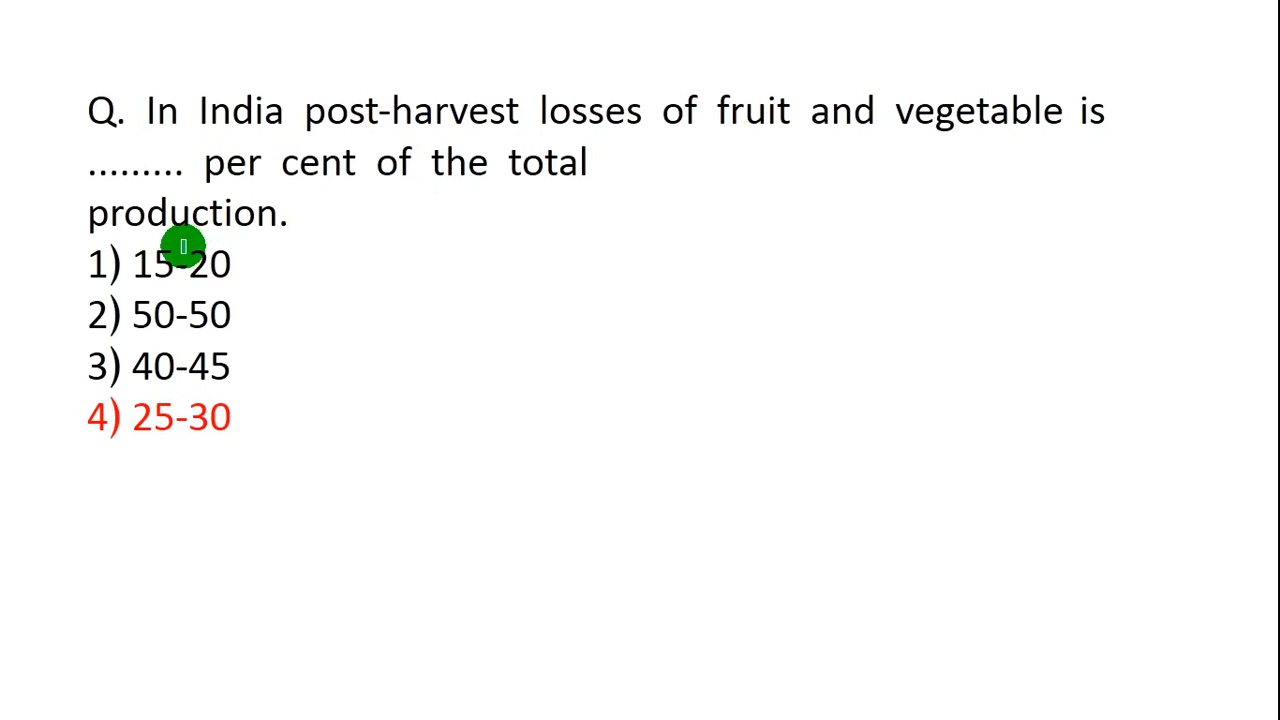 Q. In India post-harvest losses of fruit and vegetable is
......... per cent of the total
production.
1) 15-20
2) 50-50
3) 40-45
4) 25-30